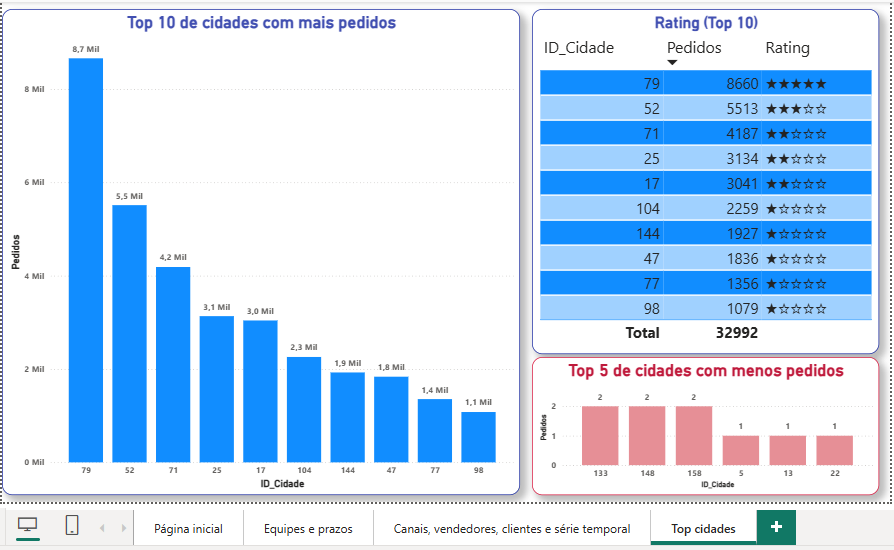 Top 10 de cidades com mais pedidos
8,7 Mil
8 Mil
5,5 Mil
6 Mil
4,2 Mil
4 Mil
3,1 Mil
3,0 Mil
2,3 Mil
1,9 Mil
1,8 Mil
2 Mil
1,4 Mil
1,1 Mil
0 Mil
Pedidos
79 52 71 25 17 104 144 47 77 98
ID_Cidade
Rating (Top 10)
ID_Cidade Pedidos Rating
79 8660 ★★★★★
52 5513 ★★★☆☆
71 4187 ★★☆☆☆
25 3134 ★★☆☆☆
17 3041 ★★☆☆☆
104 2259 ★☆☆☆☆
144 1927 ★☆☆☆☆
47 1836 ★☆☆☆☆
77 1356 ★☆☆☆☆
98 1079 ★☆☆☆☆
Total 32992
Top 5 de cidades com menos pedidos
2 2 2 1 1 1
2
1
0
Pedidos
133 148 158 5 13 22
ID_Cidade
Página inicial Equipes e prazos Canais, vendedores, clientes e série temporal Top cidades +